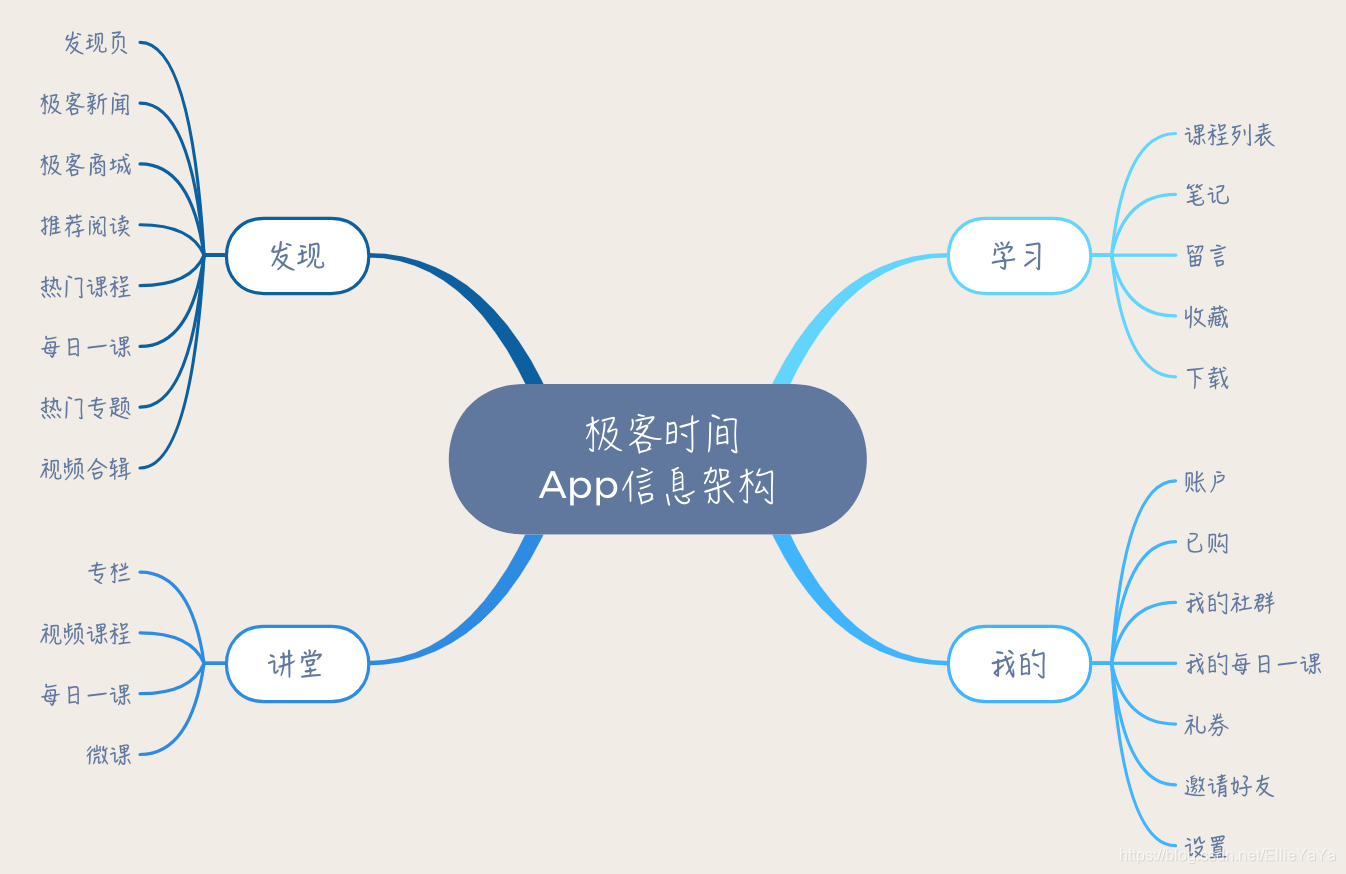 极客时间
App信息架构
发现
发现页
极客新闻
极客商城
推荐阅读
热门课程
每日一课
热门专题
视频合辑
讲堂
专栏
视频课程
每日一课
微课
学习
课程列表
笔记
留言
收藏
下载
我的
账户
已购
我的社群
我的每日一课
礼券
邀请好友
设置
https://blog.csdn.net/EllieYaYa